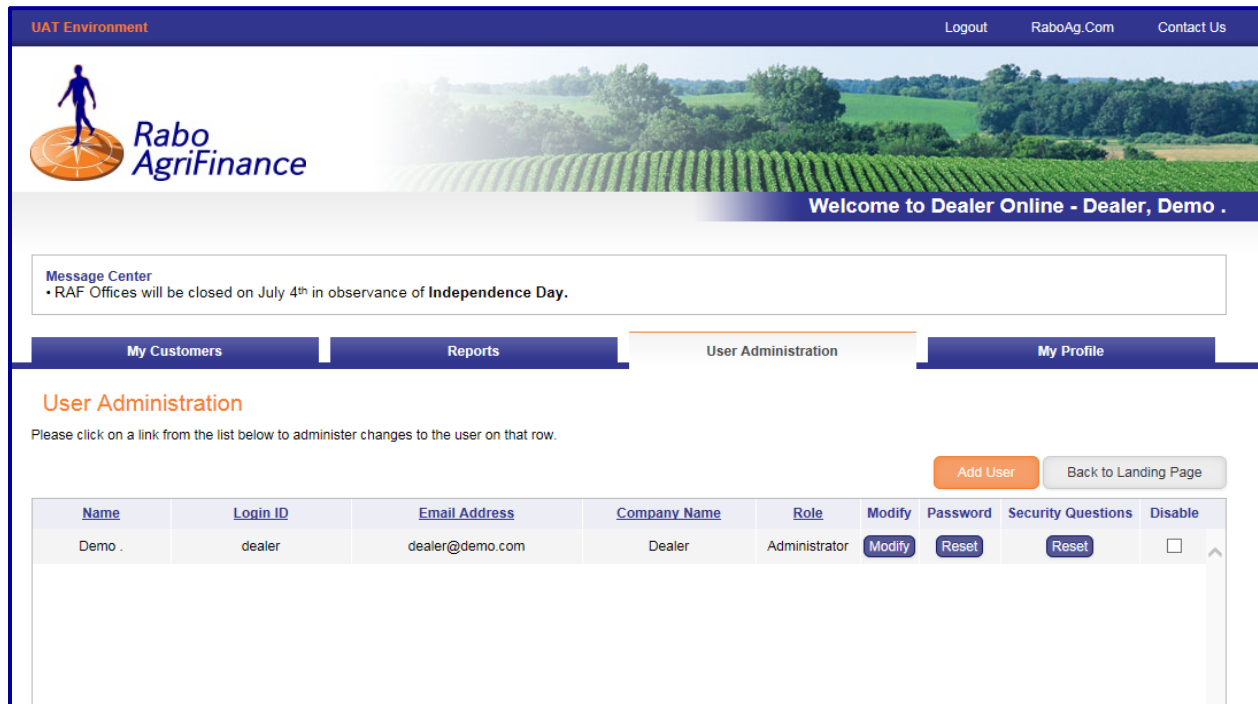 UAT Environment Logout RaboAg.Com Contact Us
Rabo
AgriFinance
Welcome to Dealer Online - Dealer, Demo .
Message Center
• RAF Offices will be closed on July 4th in observance of Independence Day.
My Customers Reports User Administration My Profile
User Administration
Please click on a link from the list below to administer changes to the user on that row.
Add User Back to Landing Page
Name Login ID Email Address Company Name Role Modify Password Security Questions Disable
Demo . dealer dealer@demo.com Dealer Administrator Modify Reset Reset